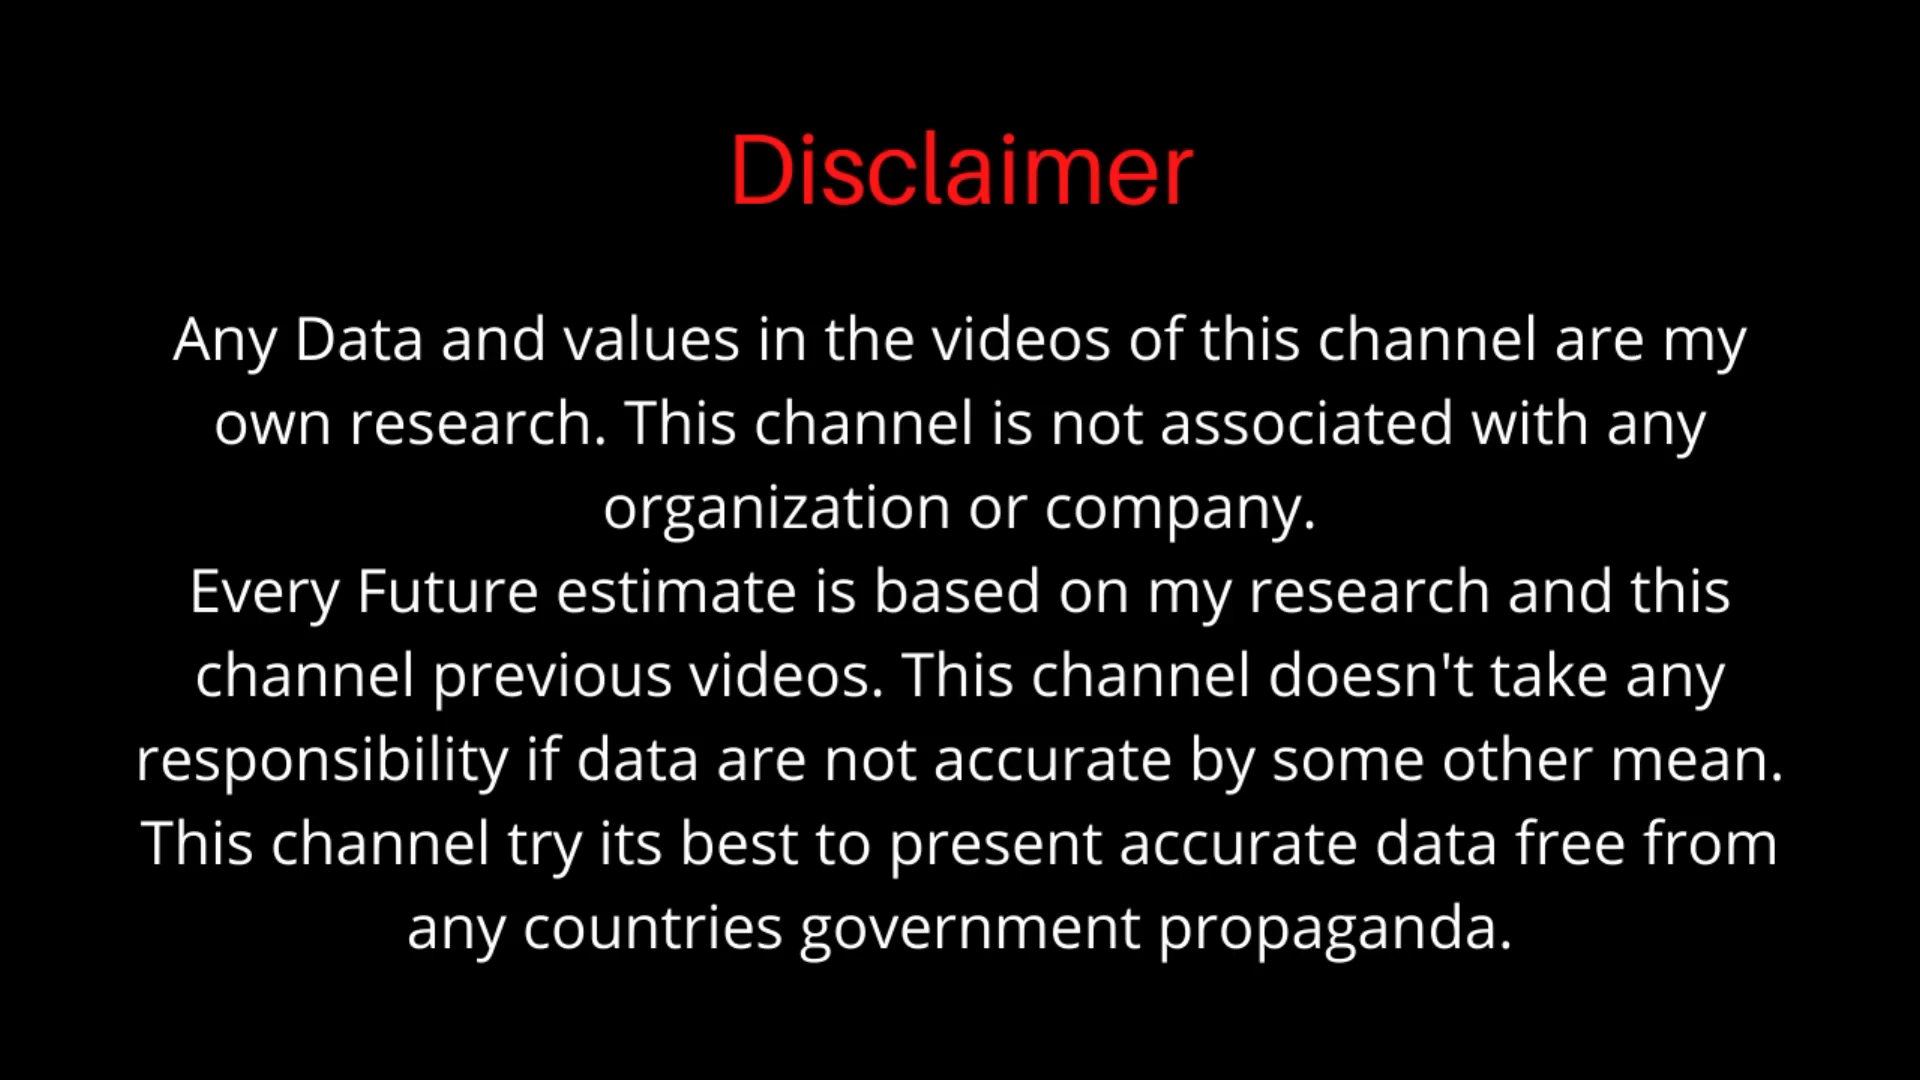 Disclaimer
Any Data and values in the videos of this channel are my
own research. This channel is not associated with any
organization or company.
Every Future estimate is based on my research and this
channel previous videos. This channel doesn't take any
responsibility if data are not accurate by some other mean.
This channel try its best to present accurate data free from
any countries government propaganda.